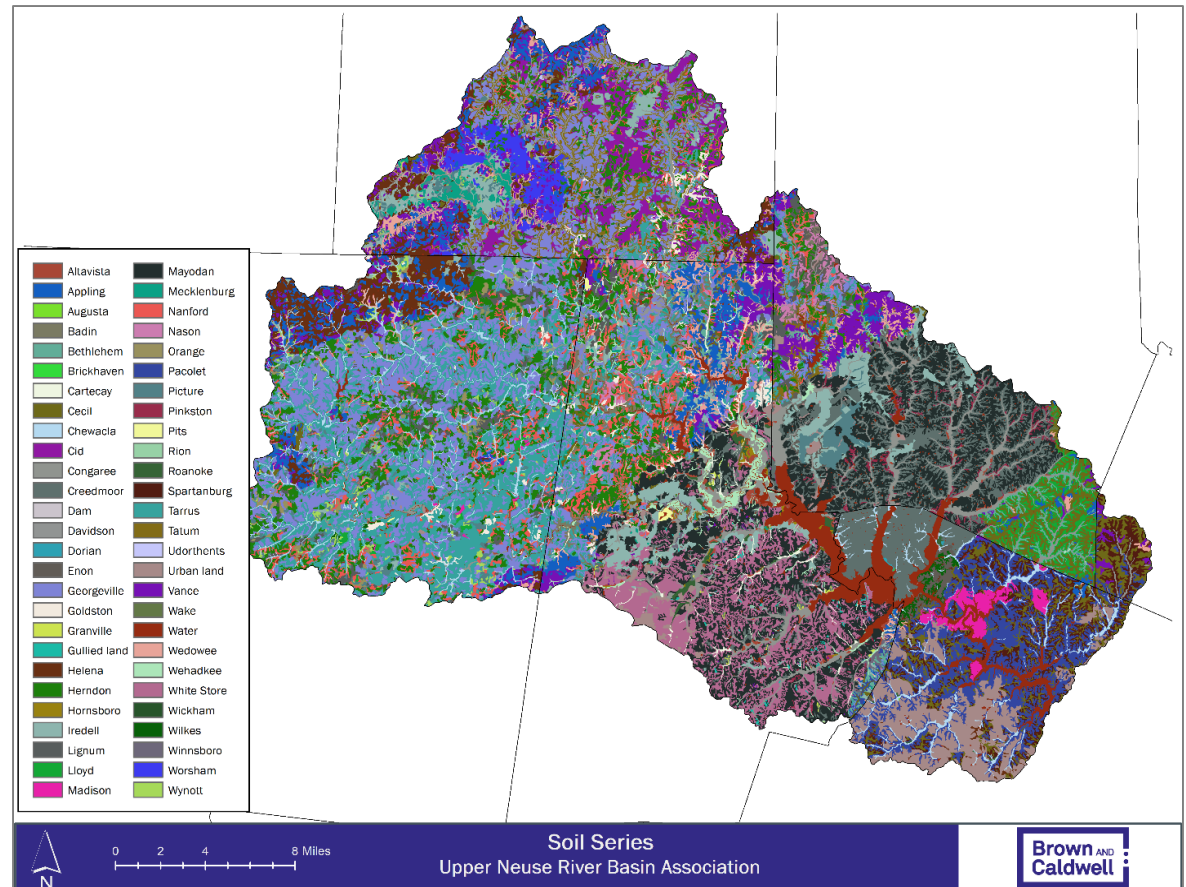 Altavista
Appling
Augusta
Badin
Bethlehem
Brickhaven
Cartecay
Cecil
Chewacla
Cid
Congaree
Creedmoor
Dam
Davidson
Dorian
Enon
Georgeville
Goldston
Granville
Gullied land
Helena
Herndon
Hornsboro
Iredell
Lignum
Lloyd
Madison
Mayodan
Mecklenburg
Nanford
Nason
Orange
Pacolet
Picture
Pinkston
Pits
Rion
Roanoke
Spartanburg
Tarrus
Tatum
Udorthents
Urban land
Vance
Wake
Water
Wedowee
Wehadkee
White Store
Wickham
Wilkes
Winnsboro
Worsham
Wynott
N
0 2 4 8 Miles
Soil Series
Upper Neuse River Basin Association
Brown AND
Caldwell